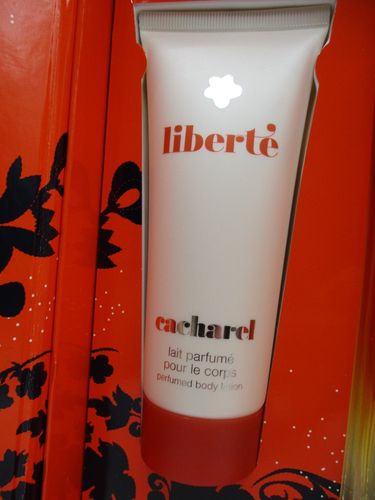 liberté
cacharel
lait parfumé
pour le corps
perfumed body lotion